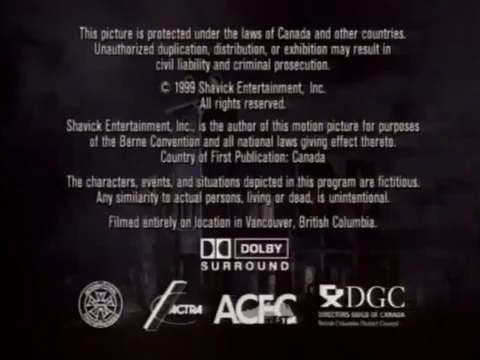 This picture is protected under the laws of Canada and other countries.
Unauthorized duplication, distribution, or exhibition may result in
civil liability and criminal prosecution.
© 1999 Shavick Entertainment, Inc.
All rights reserved.
Shavick Entertainment, Inc., is the author of this motion picture for purposes
of the Berne Convention and all national laws giving effect thereto.
Country of First Publication: Canada
The characters, events, and situations depicted in this program are fictitious.
Any similarity to actual persons, living or dead, is unintentional.
Filmed entirely on location in Vancouver, British Columbia.
DOLBY
SURROUND
ACTRA
ACFC
WEST
DGC
DIRECTORS GUILD OF CANADA
British Columbia District Council